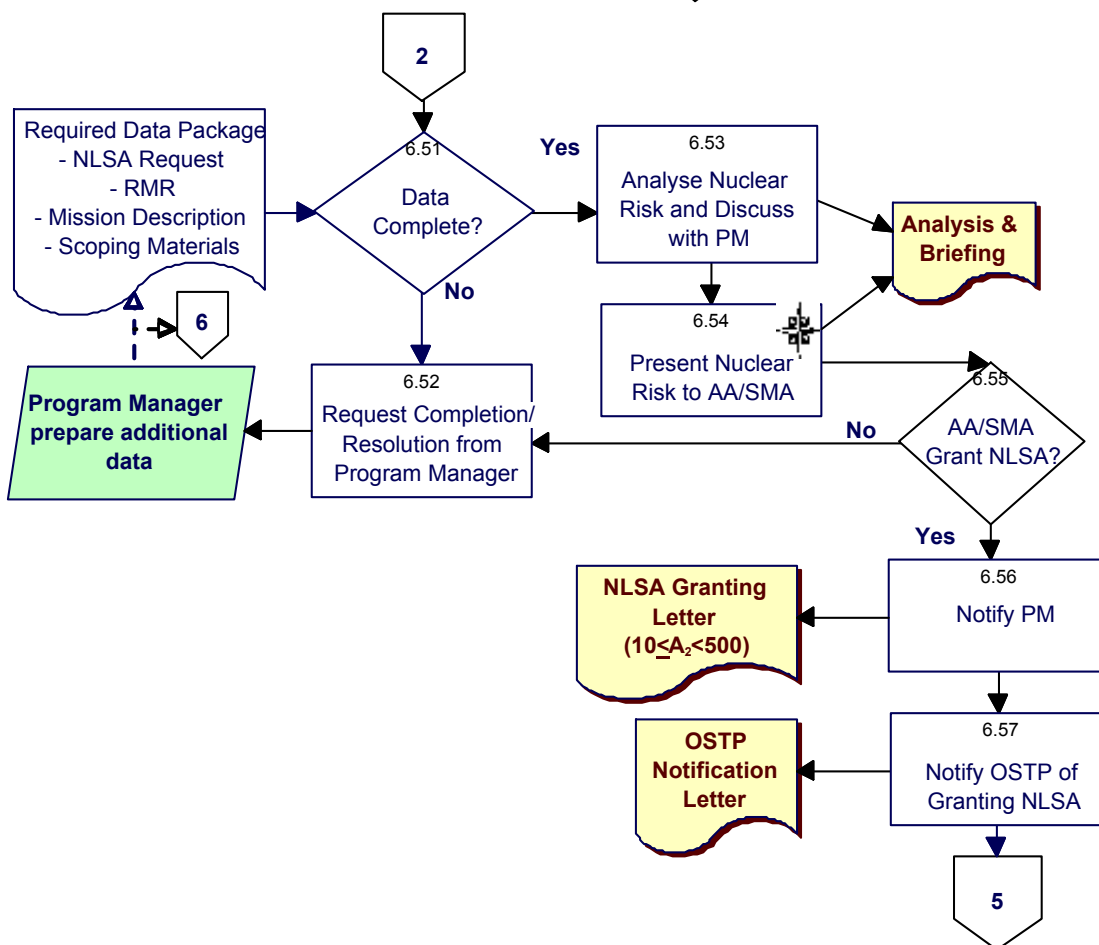 2
Required Data Package
- NLSA Request
- RMR
- Mission Description
- Scoping Materials
6.51
Data
Complete?
Yes
No
6.53
Analyse Nuclear
Risk and Discuss
with PM
Analysis &
Briefing
6
6.54
Present Nuclear
Risk to AA/SMA
Program Manager
prepare additional
data
6.52
Request Completion/
Resolution from
Program Manager
No
6.55
AA/SMA
Grant NLSA?
Yes
NLSA Granting
Letter
(10≤A₂<500)
6.56
Notify PM
OSTP
Notification
Letter
6.57
Notify OSTP of
Granting NLSA
5